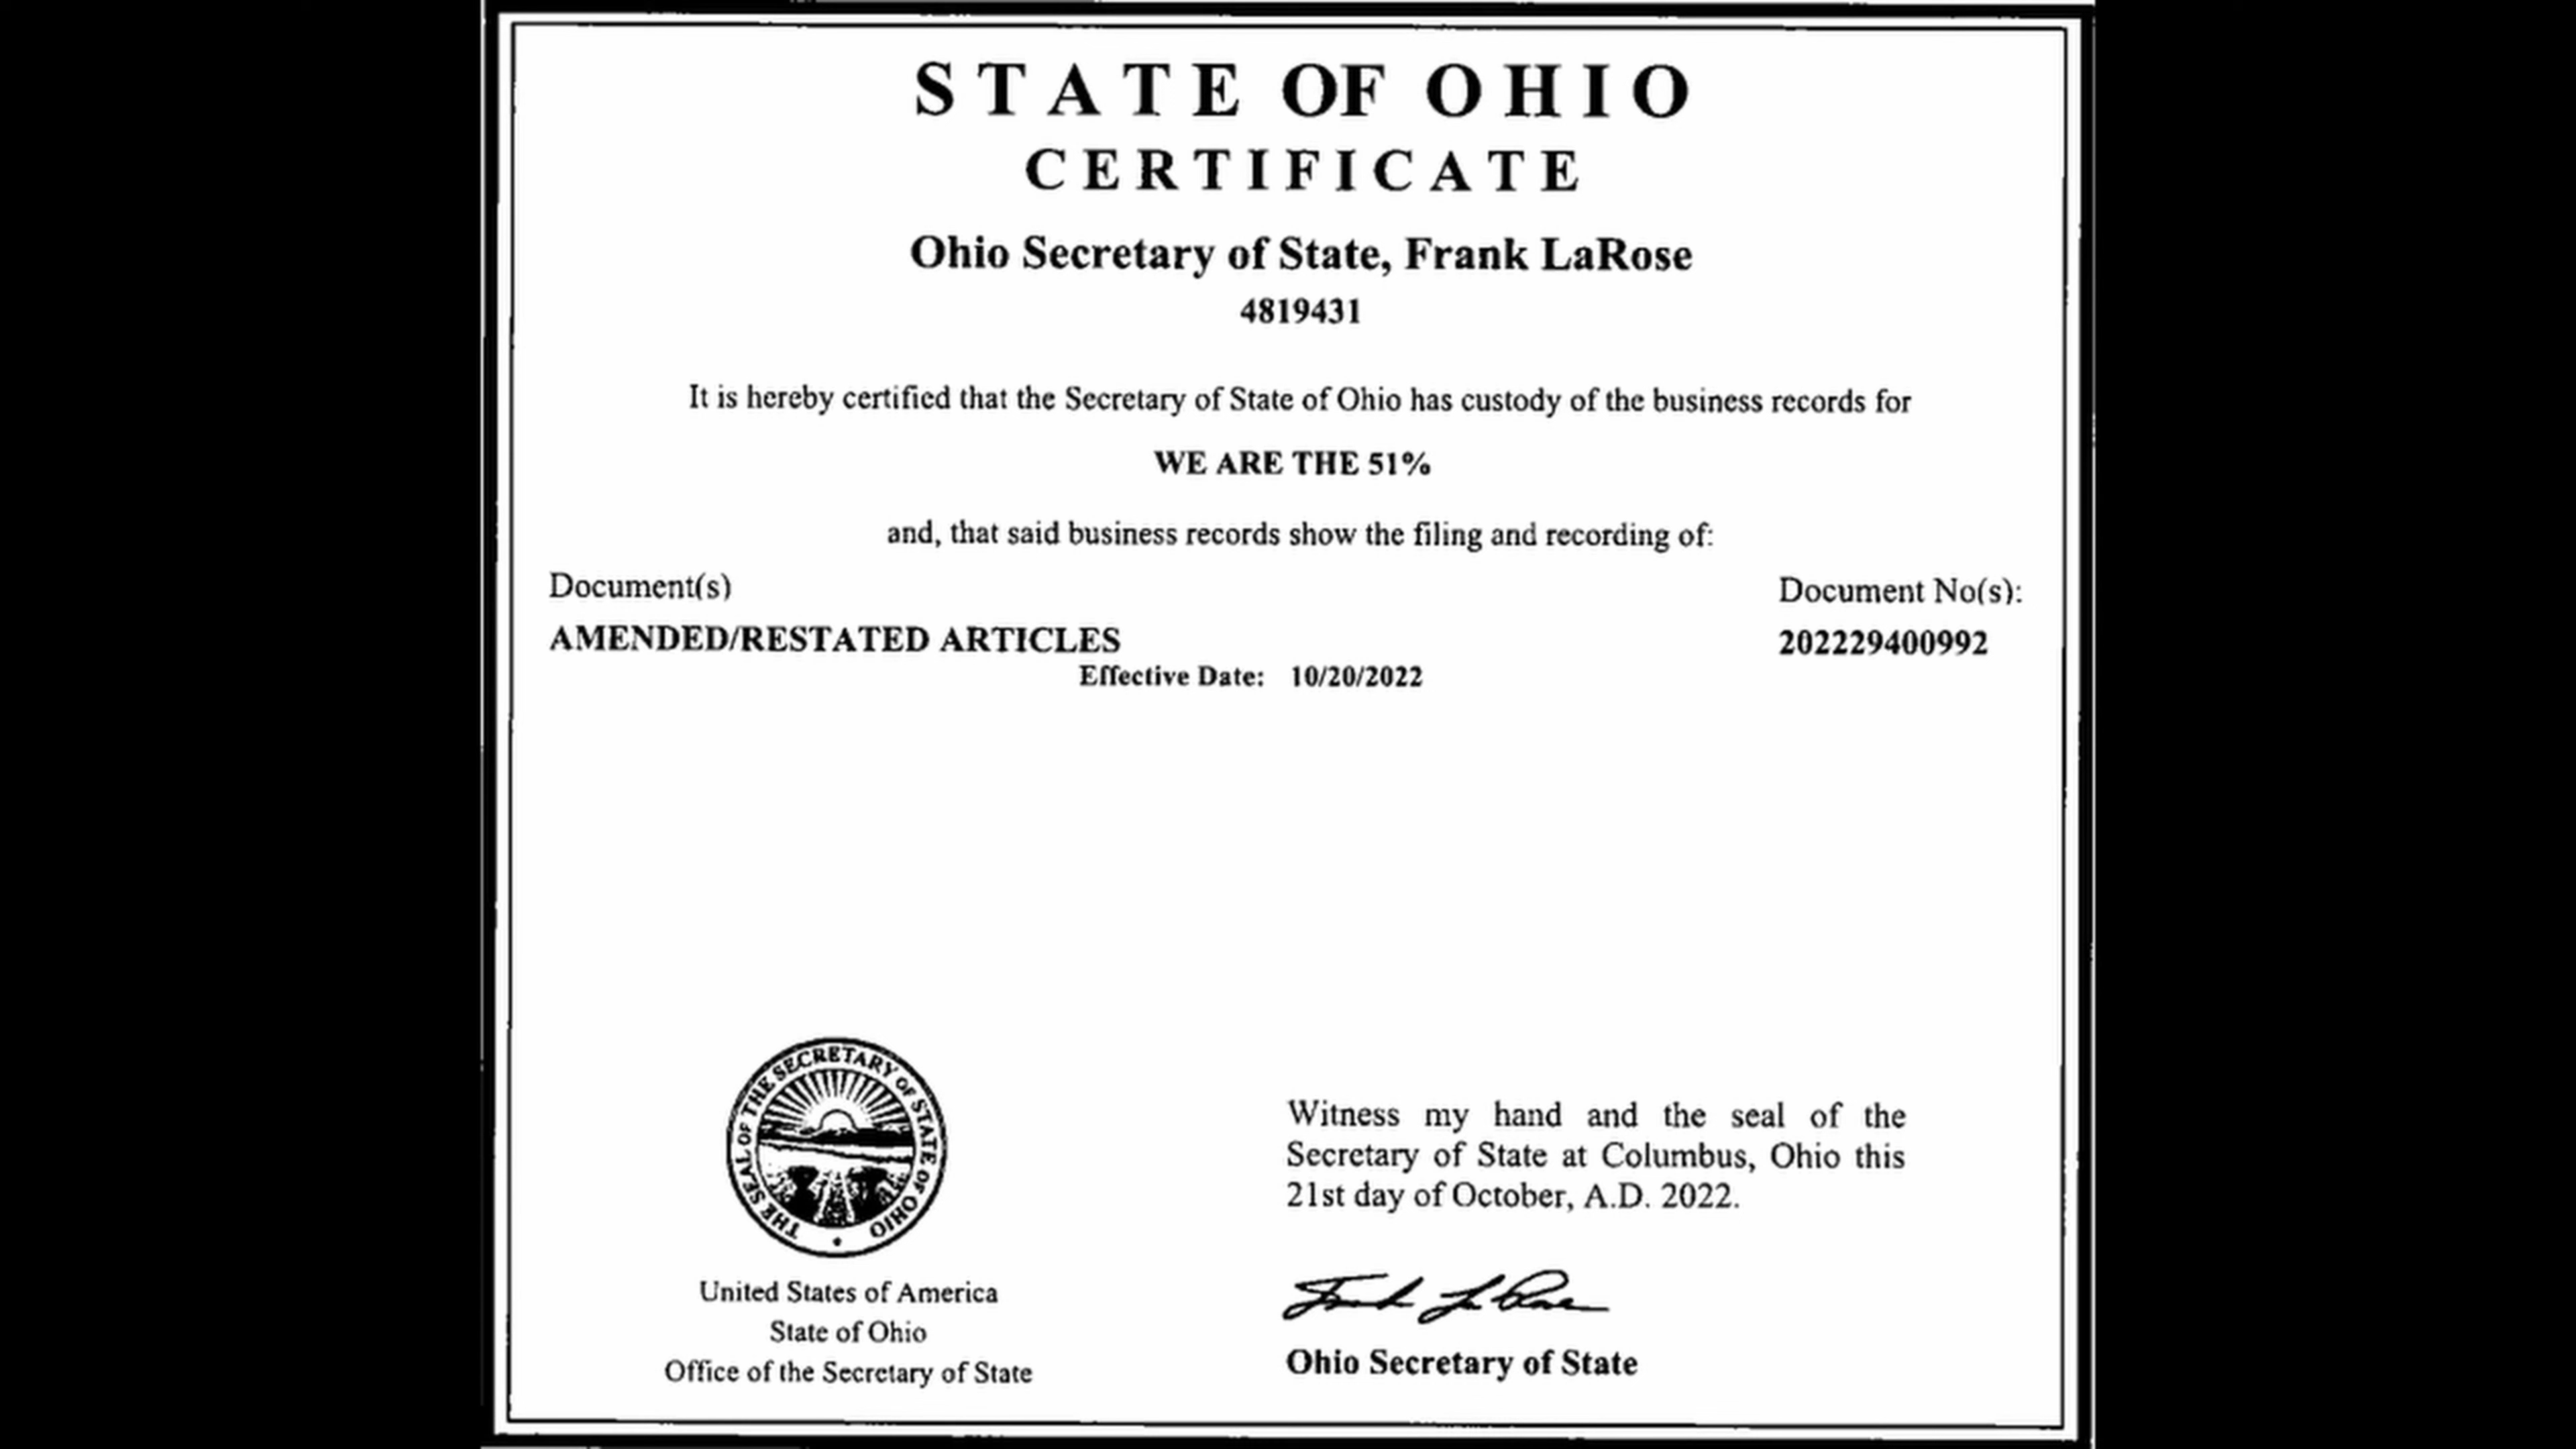 STATE OF OHIO
CERTIFICATE
Ohio Secretary of State, Frank LaRose
4819431
It is hereby certified that the Secretary of State of Ohio has custody of the business records for
WE ARE THE 51%
and, that said business records show the filing and recording of:
Document(s) Document No(s):
AMENDED/RESTATED ARTICLES 202229400992
Effective Date: 10/20/2022
THE SEAL OF THE SECRETARY OF STATE OF OHIO
Witness my hand and the seal of the
Secretary of State at Columbus, Ohio this
21st day of October, A.D. 2022.
United States of America
State of Ohio
Office of the Secretary of State
Frank LaRose
Ohio Secretary of State